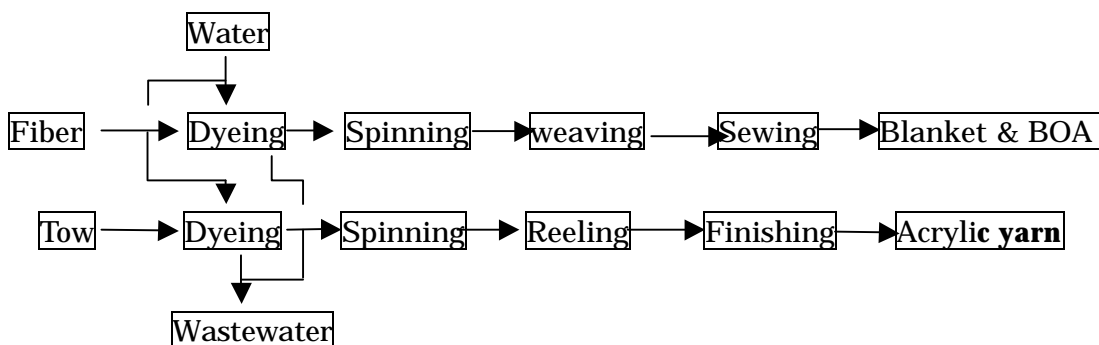 Water
Fiber Dyeing Spinning weaving Sewing Blanket & BOA
Tow Dyeing Spinning Reeling Finishing Acrylic yarn
Wastewater